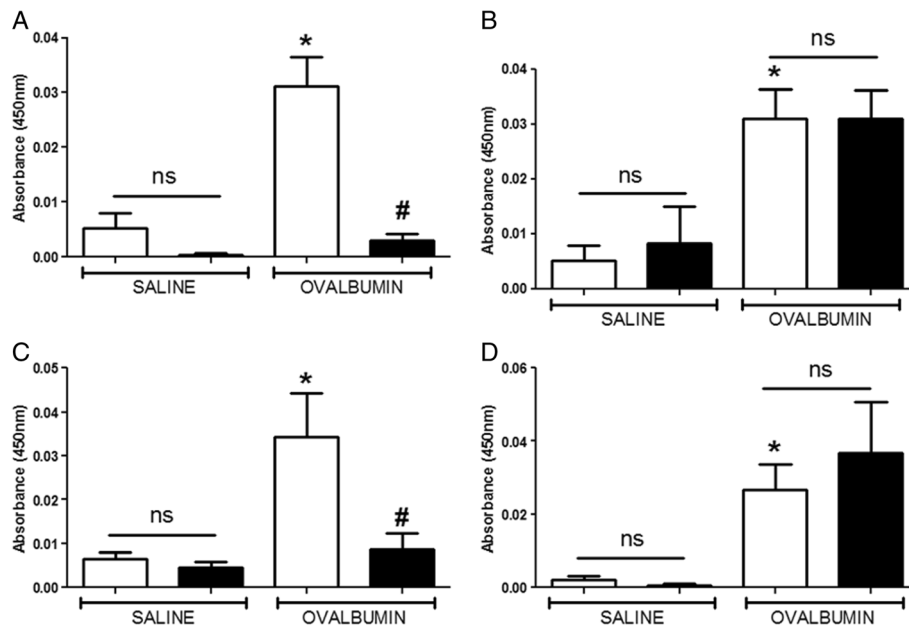 A
Absorbance (450nm)
0.04
0.03
0.02
0.01
0.00
ns
*
#
SALINE
OVALBUMIN
B
Absorbance (450nm)
0.04
0.03
0.02
0.01
0.00
ns
*
ns
SALINE
OVALBUMIN
C
Absorbance (450nm)
0.05
0.04
0.03
0.02
0.01
0.00
ns
*
#
SALINE
OVALBUMIN
D
Absorbance (450nm)
0.06
0.04
0.02
0.00
ns
*
ns
SALINE
OVALBUMIN